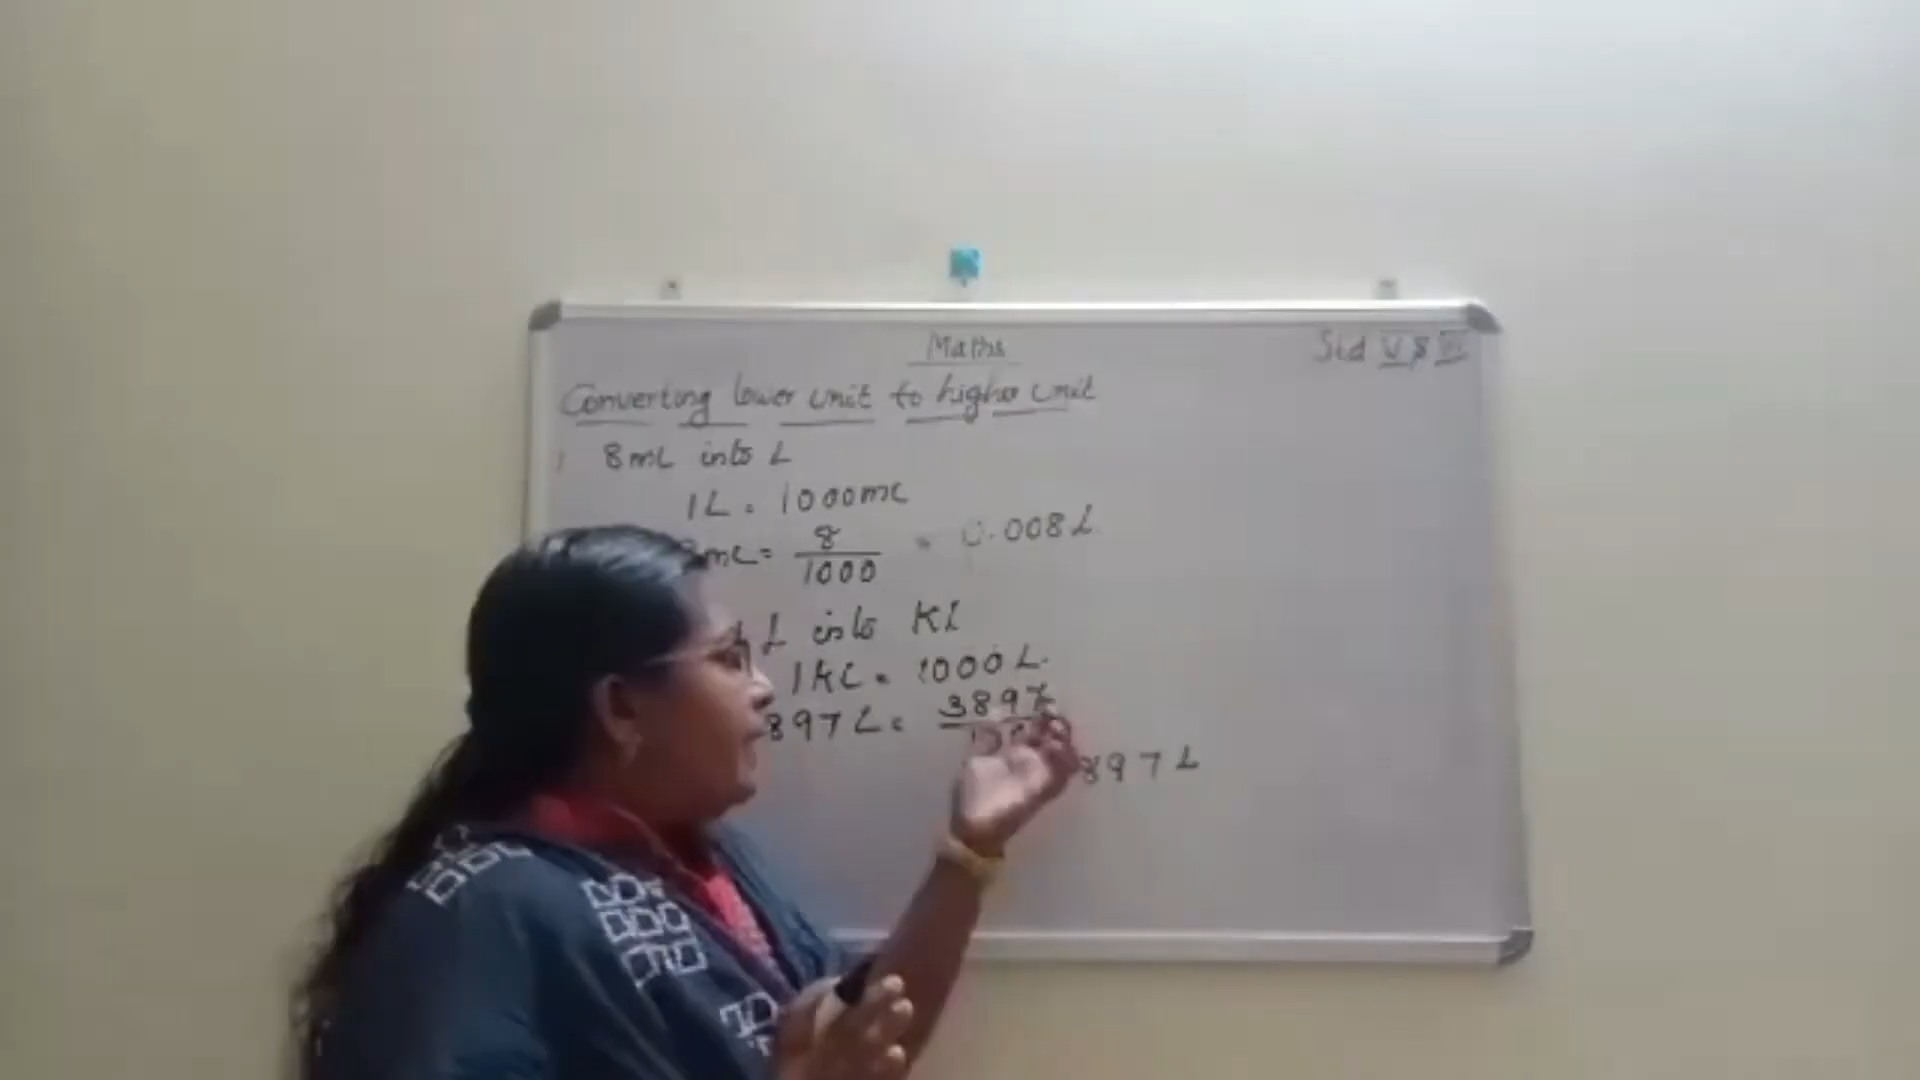 Maths
Std V &
Converting lower unit to higher unit
8mL into L
1L = 1000mL
mL = 8/1000 = 0.008L
L into KL
1KL = 1000L
897L = 3897
897L